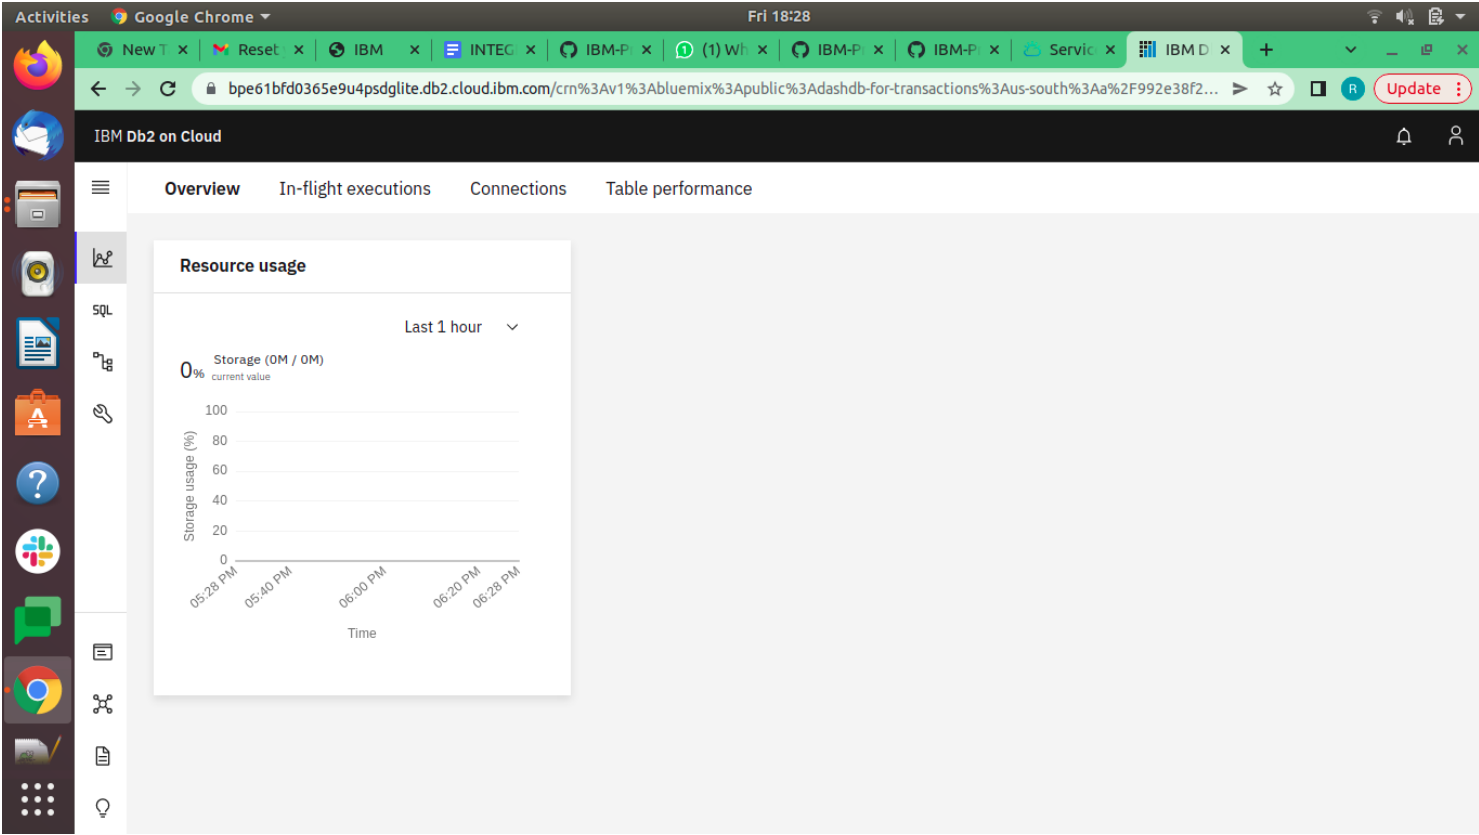 Activities Google Chrome Fri 18:28
New T Reset IBM INTEG IBM-P (1) Wh IBM-P IBM-P Servic IBM D
bpe61bfd0365e9u4psdglite.db2.cloud.ibm.com/crn%3Av1%3Abluemix%3Apublic%3Adashdb-for-transactions%3Aus-south%3Aa%2F992e38f2... R Update
IBM Db2 on Cloud
Overview In-flight executions Connections Table performance
Resource usage
SQL
Last 1 hour
0% Storage (0M / 0M)
current value
100
80
60
40
20
0
Storage usage (%)
05:28 PM 05:40 PM 06:00 PM 06:20 PM 06:28 PM
Time